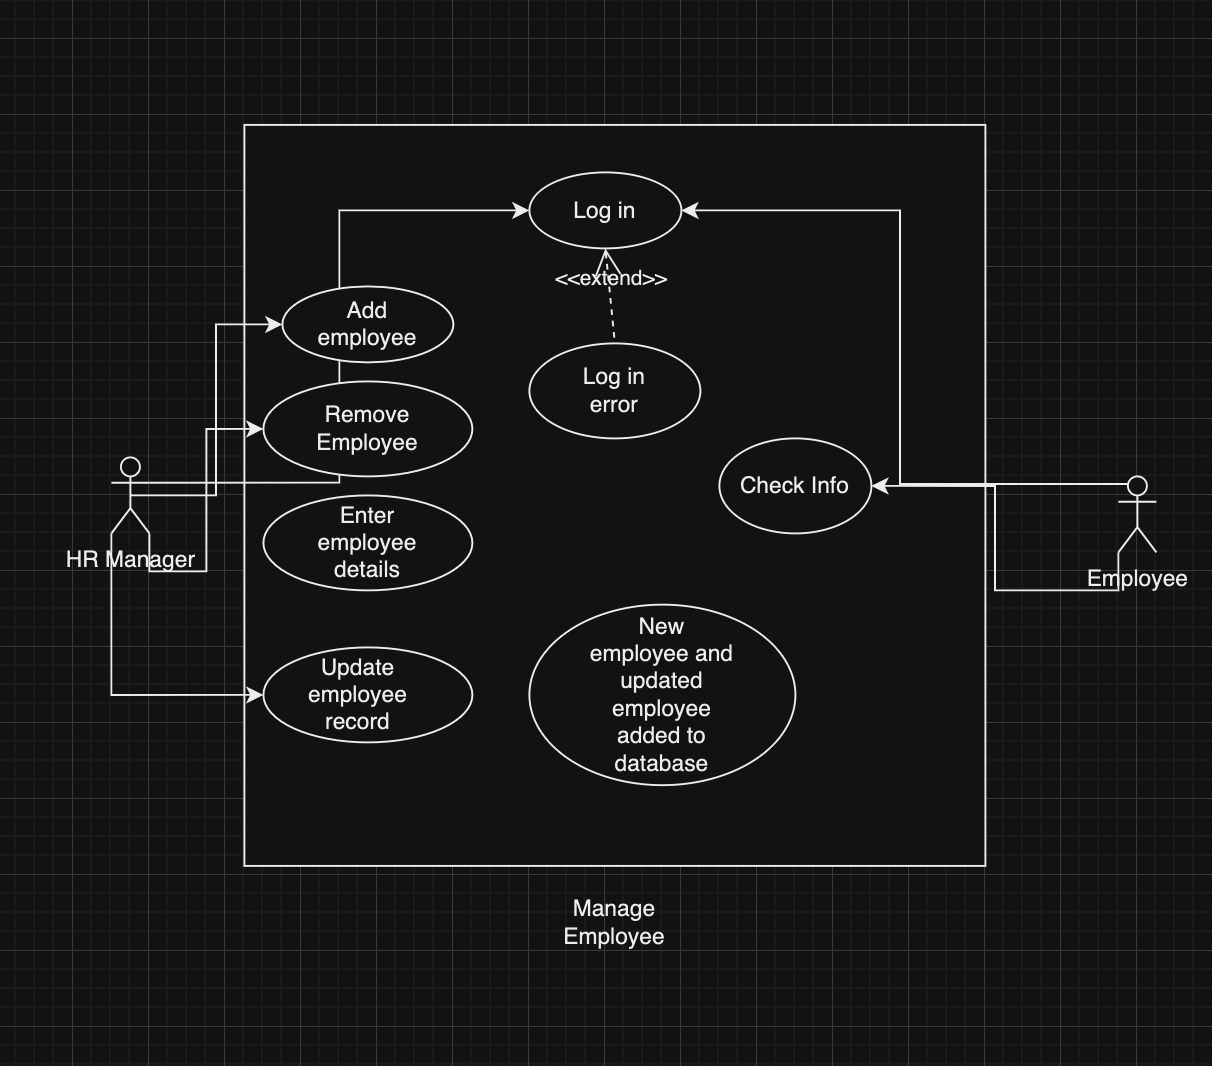 Log in
<<extend>>
Add
employee
Log in
error
Remove
Employee
Check Info
Enter
employee
details
HR Manager
Employee
New
employee and
updated
employee
added to
database
Update
employee
record
Manage
Employee